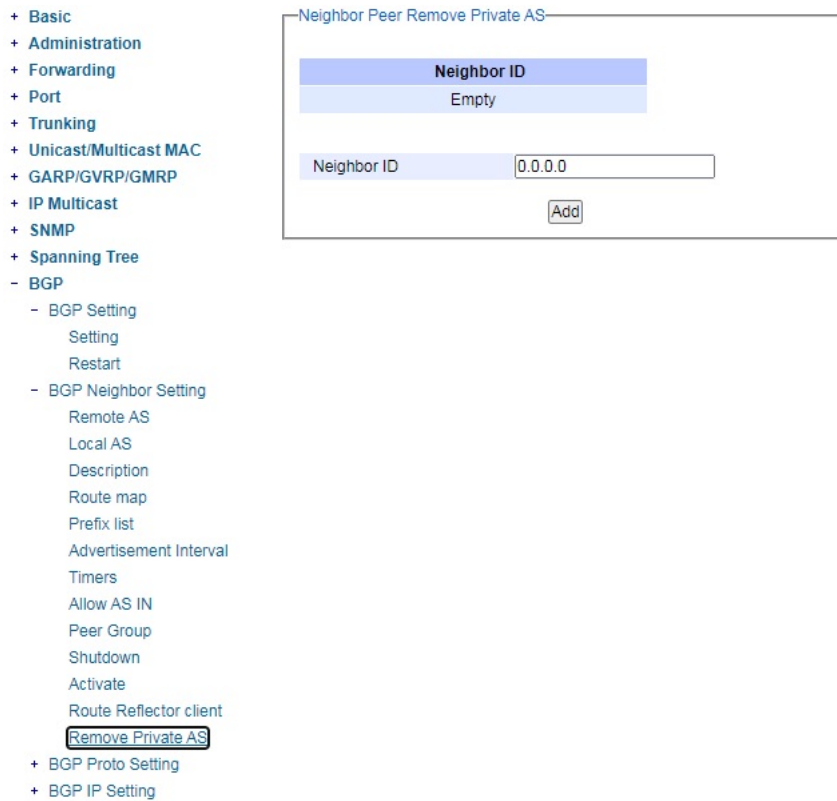 + Basic
+ Administration
+ Forwarding
+ Port
+ Trunking
+ Unicast/Multicast MAC
+ GARP/GVRP/GMRP
+ IP Multicast
+ SNMP
+ Spanning Tree
- BGP
- BGP Setting
Setting
Restart
- BGP Neighbor Setting
Remote AS
Local AS
Description
Route map
Prefix list
Advertisement Interval
Timers
Allow AS IN
Peer Group
Shutdown
Activate
Route Reflector client
Remove Private AS
+ BGP Proto Setting
+ BGP IP Setting
Neighbor Peer Remove Private AS
Neighbor ID
Empty
Neighbor ID 0.0.0.0
Add